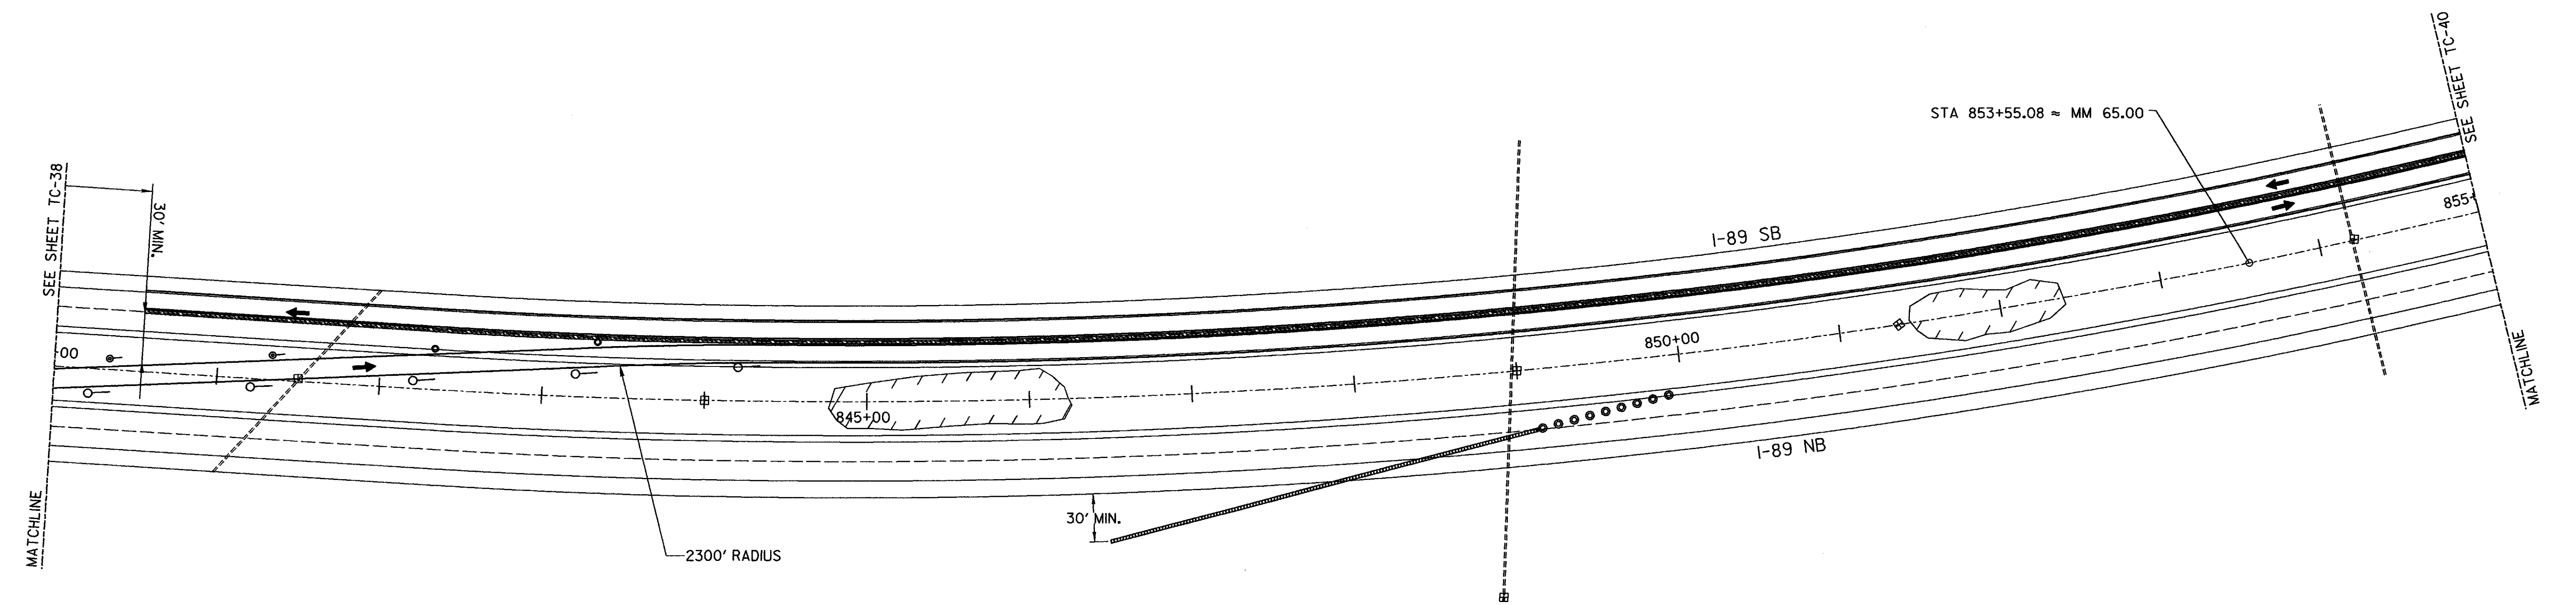 SEE SHEET TC-38
30' MIN.
00
MATCHLINE
845+00
2300' RADIUS
30' MIN.
I-89 SB
850+00
I-89 NB
STA 853+55.08 ≈ MM 65.00
855+
SEE SHEET TC-40
MATCHLINE